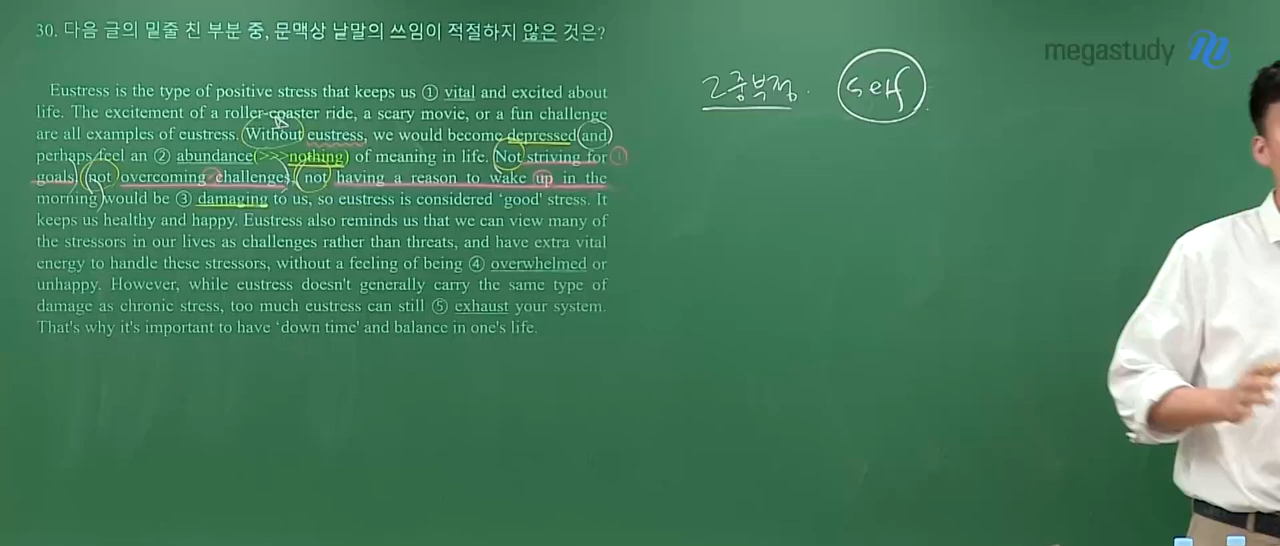 30. 다음 글의 밑줄 친 부분 중, 문맥상 낱말의 쓰임이 적절하지 않은 것은?
megastudy
2중부정. self
Eustress is the type of positive stress that keeps us ① vital and excited about
life. The excitement of a roller-coaster ride, a scary movie, or a fun challenge
are all examples of eustress. Without eustress, we would become depressed and
perhaps feel an ② abundance(>>>nothing) of meaning in life. Not striving for ①
goals, not overcoming challenges, not having a reason to wake up in the
morning would be ③ damaging to us, so eustress is considered ‘good' stress. It
keeps us healthy and happy. Eustress also reminds us that we can view many of
the stressors in our lives as challenges rather than threats, and have extra vital
energy to handle these stressors, without a feeling of being ④ overwhelmed or
unhappy. However, while eustress doesn't generally carry the same type of
damage as chronic stress, too much eustress can still ⑤ exhaust your system.
That's why it's important to have ‘down time' and balance in one's life.